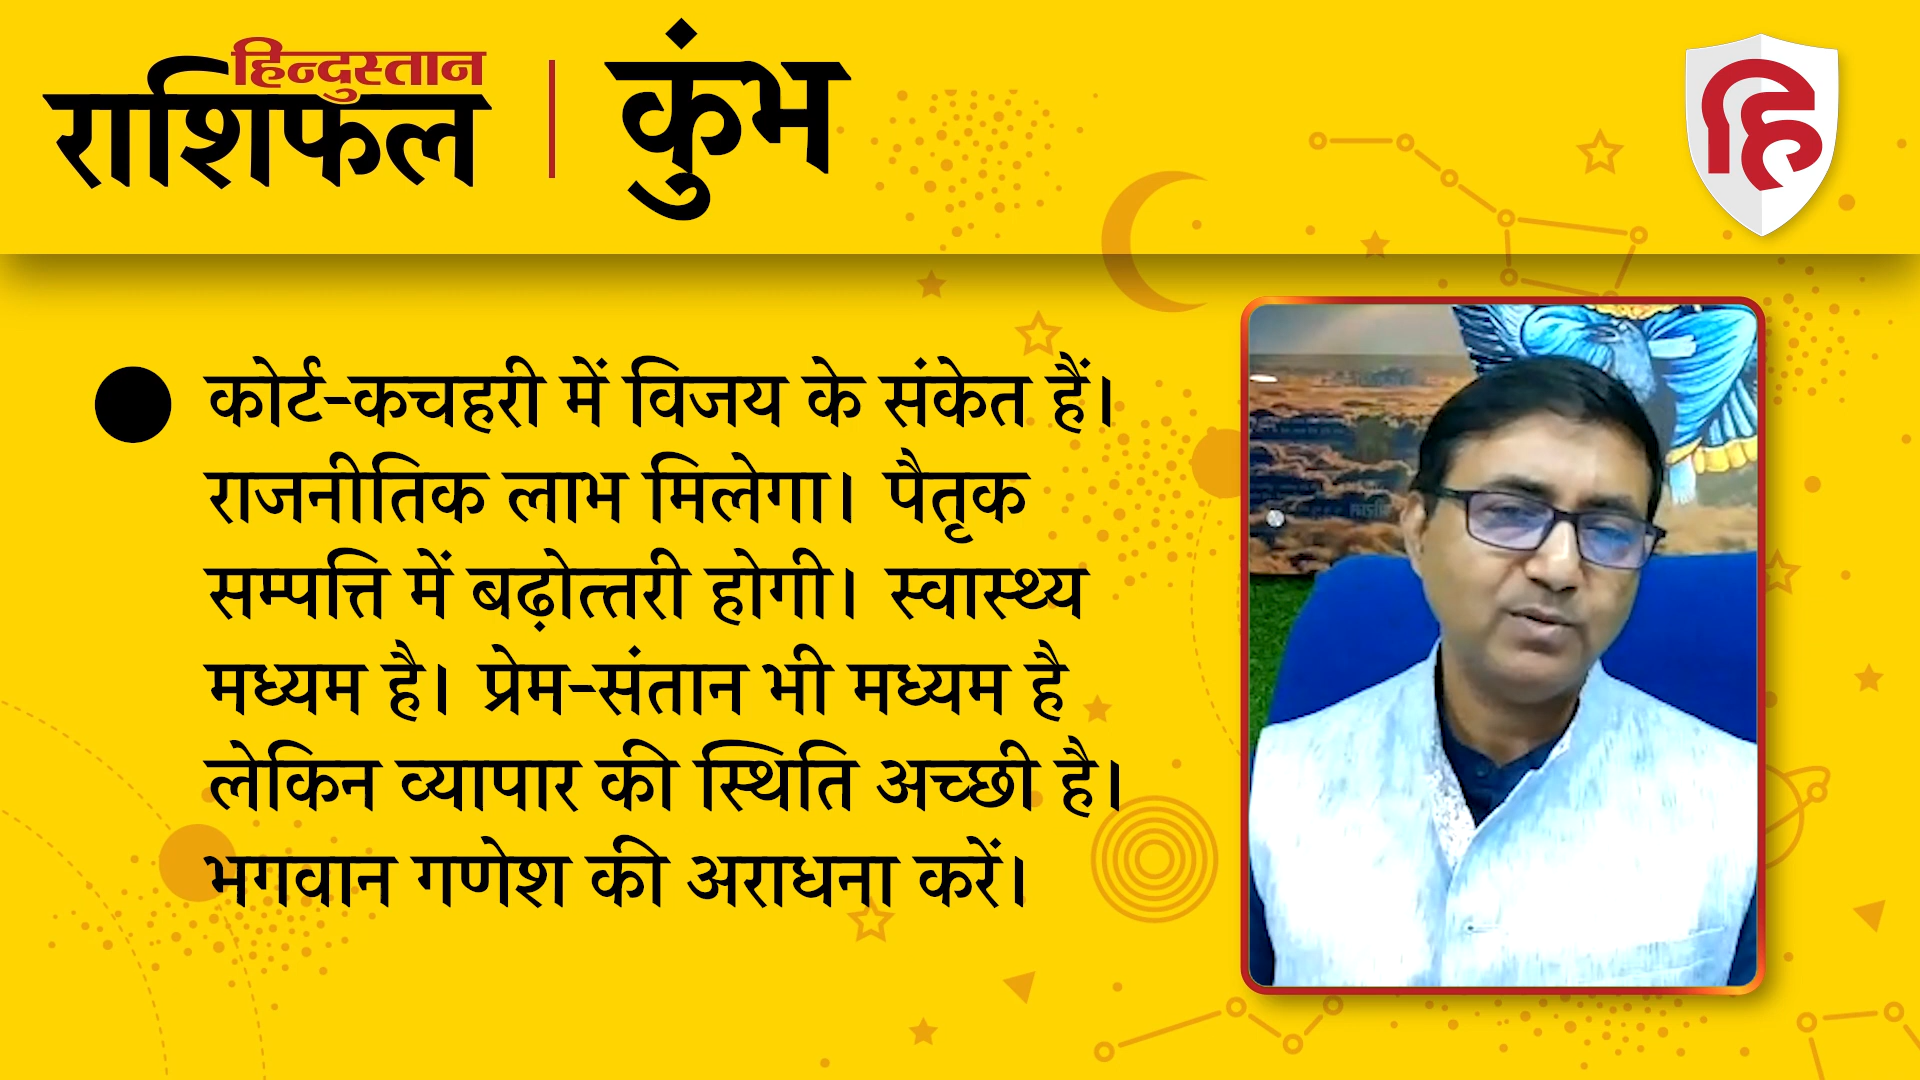 हिन्दुस्तान
राशिफल
कुंभ
हि
कोर्ट-कचहरी में विजय के संकेत हैं।
राजनीतिक लाभ मिलेगा। पैतृक
सम्पत्ति में बढ़ोत्तरी होगी। स्वास्थ्य
मध्यम है। प्रेम-संतान भी मध्यम है
लेकिन व्यापार की स्थिति अच्छी है।
भगवान गणेश की अराधना करें।